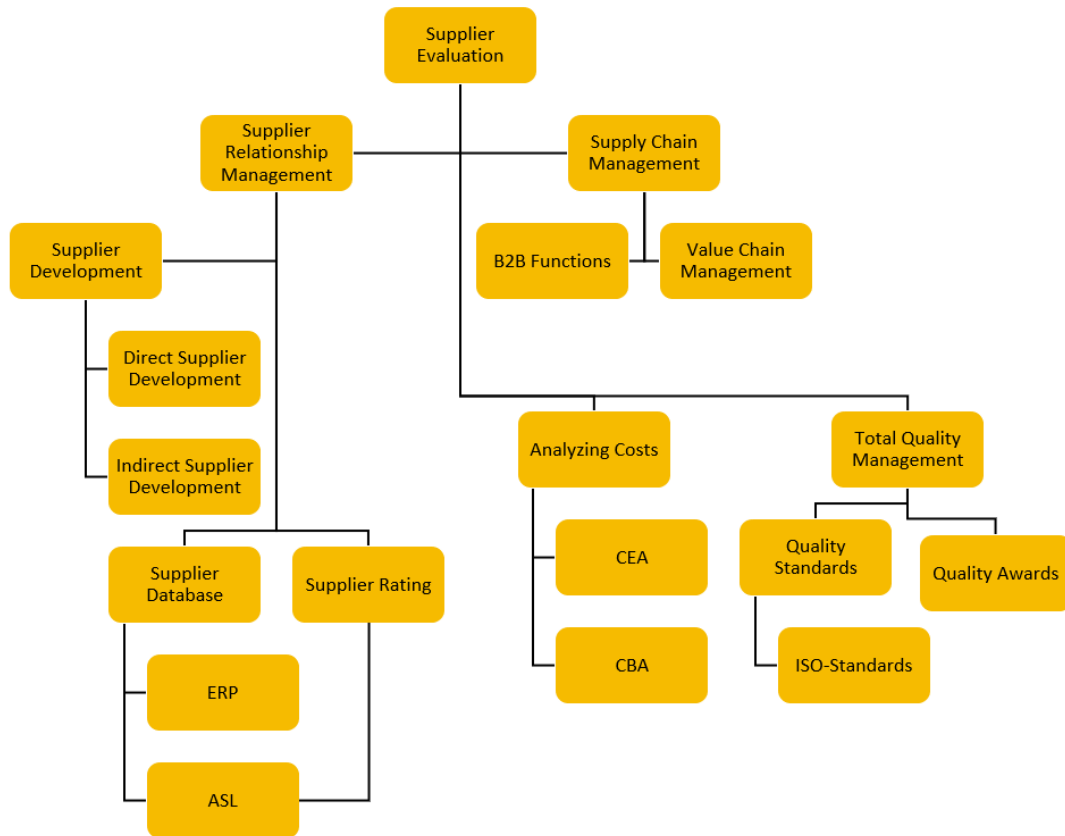 Supplier
Evaluation
Supplier
Relationship
Management
Supply Chain
Management
Supplier
Development
B2B Functions
Value Chain
Management
Direct Supplier
Development
Indirect Supplier
Development
Analyzing Costs
Total Quality
Management
Supplier
Database
Supplier Rating
CEA
Quality
Standards
Quality Awards
ERP
CBA
ISO-Standards
ASL